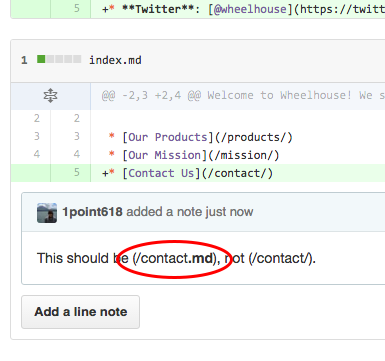 5 +* **Twitter**: [@wheelhouse](https://twitt
1 index.md
@@ -2,3 +2,4 @@ Welcome to Wheelhouse! We s
2 2
3 3 * [Our Products](/products/)
4 4 * [Our Mission](/mission/)
5 +* [Contact Us](/contact/)
1point618 added a note just now
This should be (/contact.md), not (/contact/).
Add a line note